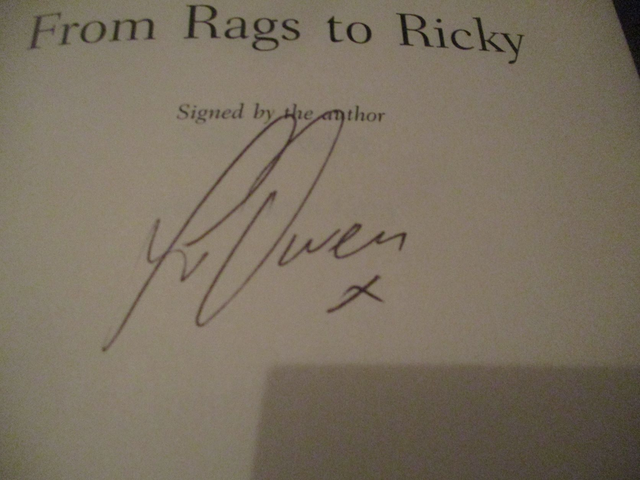 From Rags to Ricky
Signed by the author
Owen
x